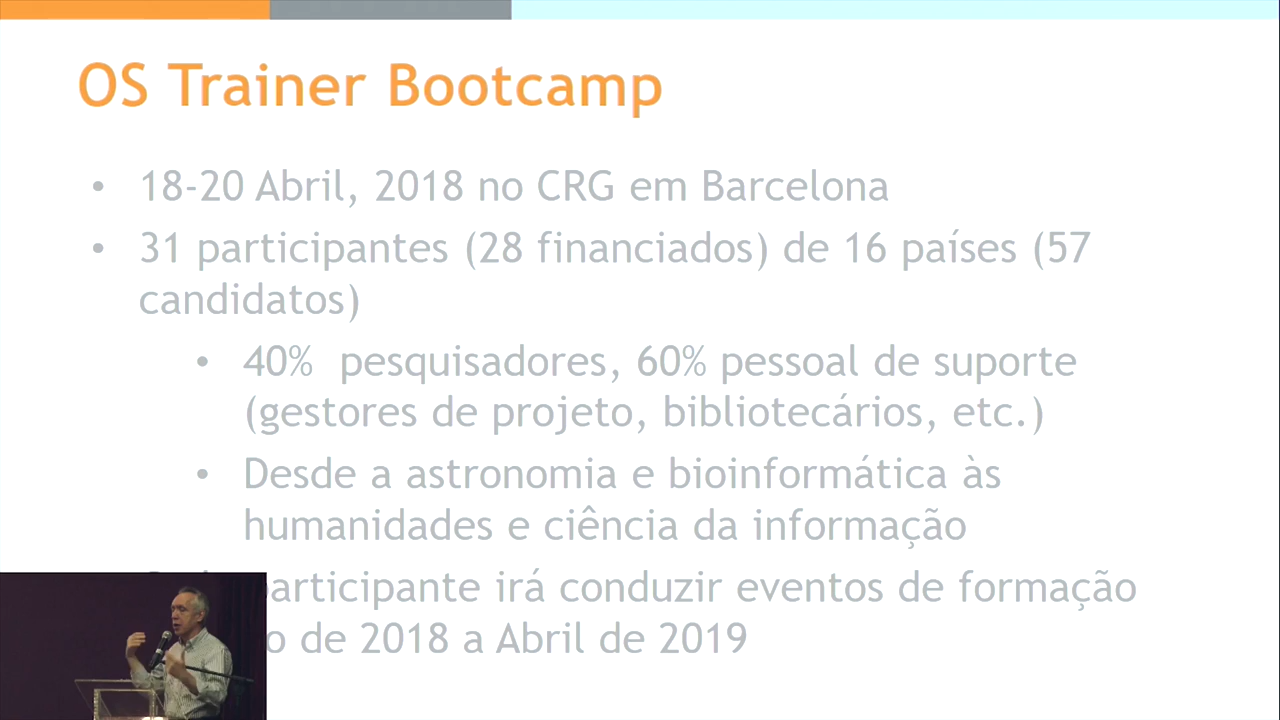 OS Trainer Bootcamp
• 18-20 Abril, 2018 no CRG em Barcelona
• 31 participantes (28 financiados) de 16 países (57
candidatos)
• 40% pesquisadores, 60% pessoal de suporte
(gestores de projeto, bibliotecários, etc.)
• Desde a astronomia e bioinformática às
humanidades e ciência da informação
participante irá conduzir eventos de formação
de 2018 a Abril de 2019